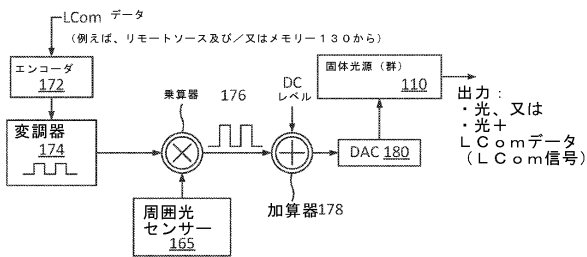 LCom データ
(例えば、リモートソース及び／又はメモリー１３０から)
エンコーダ
172
変調器
174
乗算器
176
DC
レベル
固体光源（群）
110
出力：
・光、又は
・光＋
ＬＣｏｍデータ
（ＬＣｏｍ信号）
DAC 180
加算器178
周囲光
センサー
165